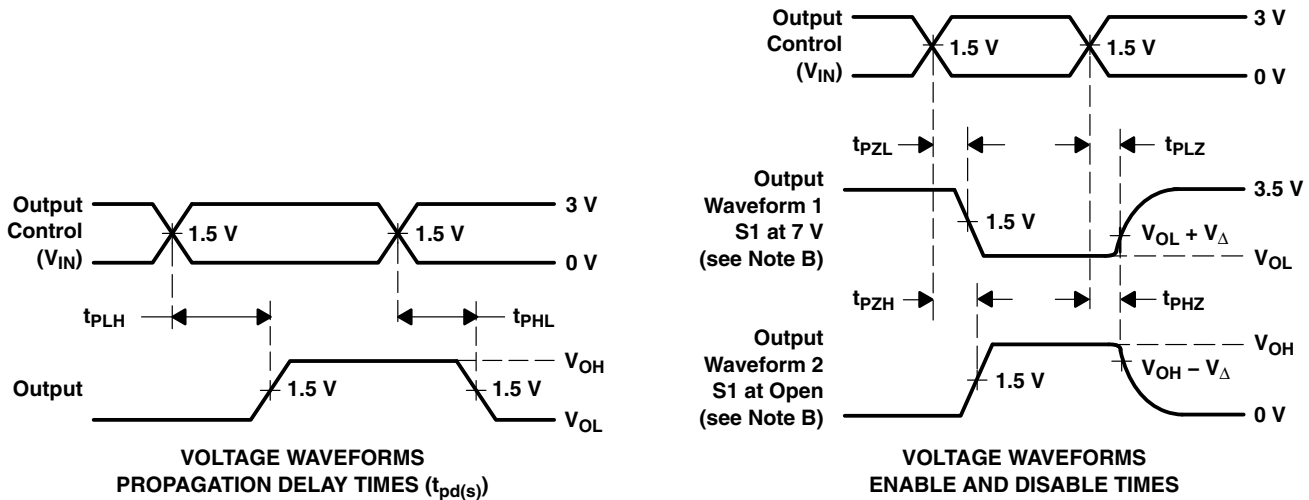 Output
Control
(VIN)
3 V
1.5 V
1.5 V
0 V
tPLH
tPHL
Output
VOH
1.5 V
1.5 V
VOL
VOLTAGE WAVEFORMS
PROPAGATION DELAY TIMES (tpd(s))
Output
Control
(VIN)
3 V
1.5 V
1.5 V
0 V
tPZL
tPLZ
Output
Waveform 1
S1 at 7 V
(see Note B)
3.5 V
1.5 V
VOL + VΔ
VOL
tPZH
tPHZ
Output
Waveform 2
S1 at Open
(see Note B)
VOH
1.5 V
VOH − VΔ
0 V
VOLTAGE WAVEFORMS
ENABLE AND DISABLE TIMES